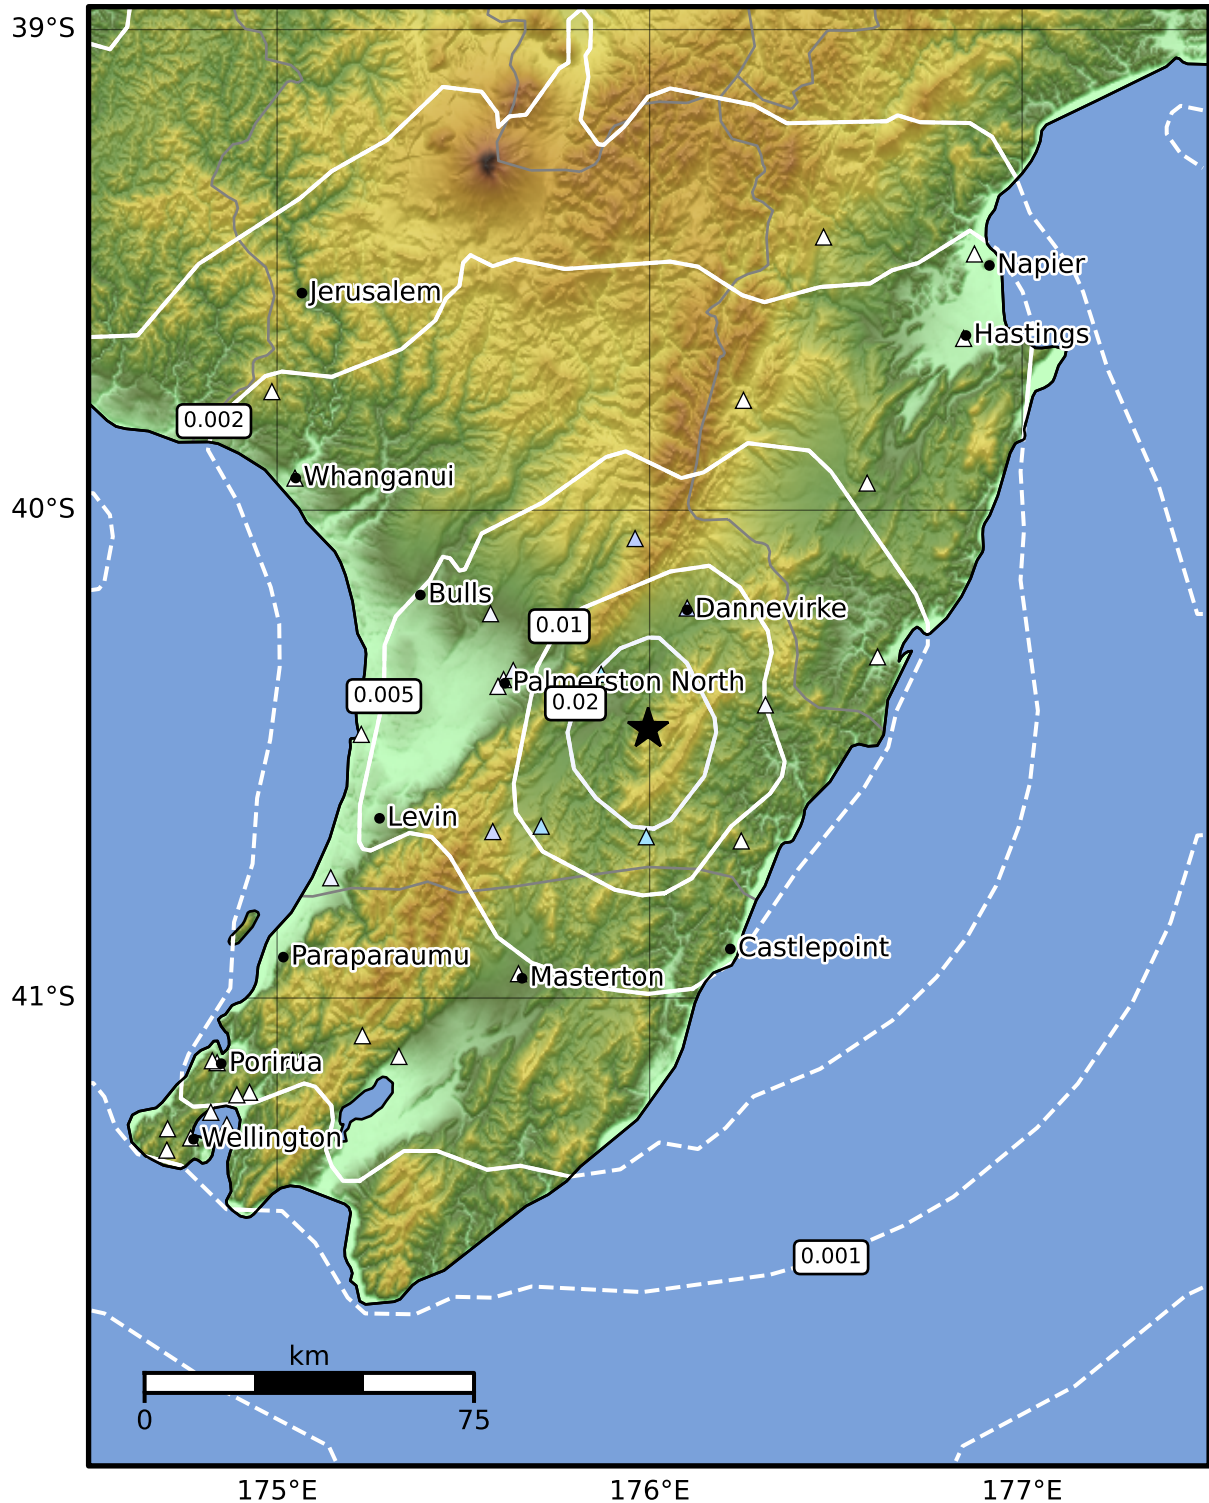 39°S
Napier
Jerusalem
Hastings
0.002
Whanganui
40°S
Bulls
Dannevirke
0.01
Palmerston North
0.005
0.02
Levin
Castlepoint
Paraparaumu
Masterton
41°S
Porirua
Wellington
0.001
km
0 75
175°E 176°E 177°E